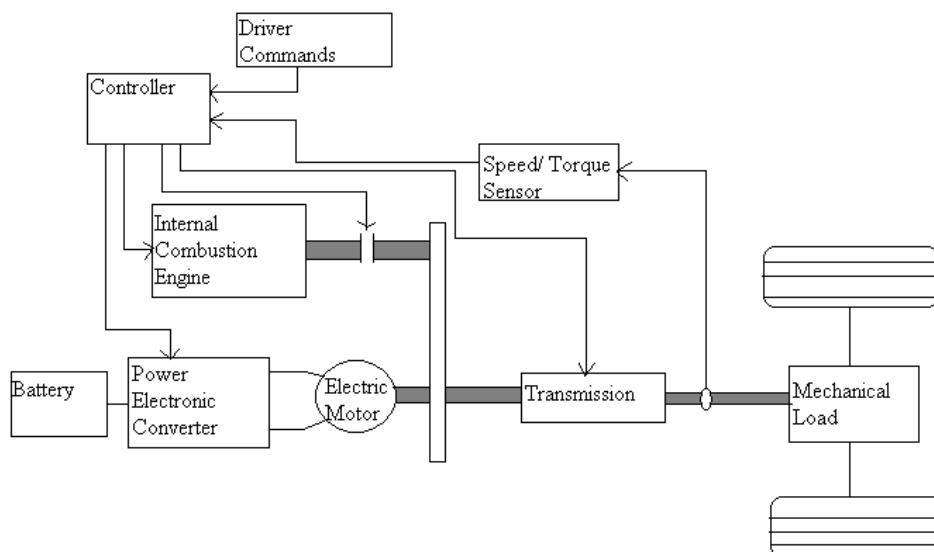 Driver
Commands
Controller
Speed/ Torque
Sensor
Internal
Combustion
Engine
Battery
Power
Electronic
Converter
Electric
Motor
Transmission
Mechanical
Load